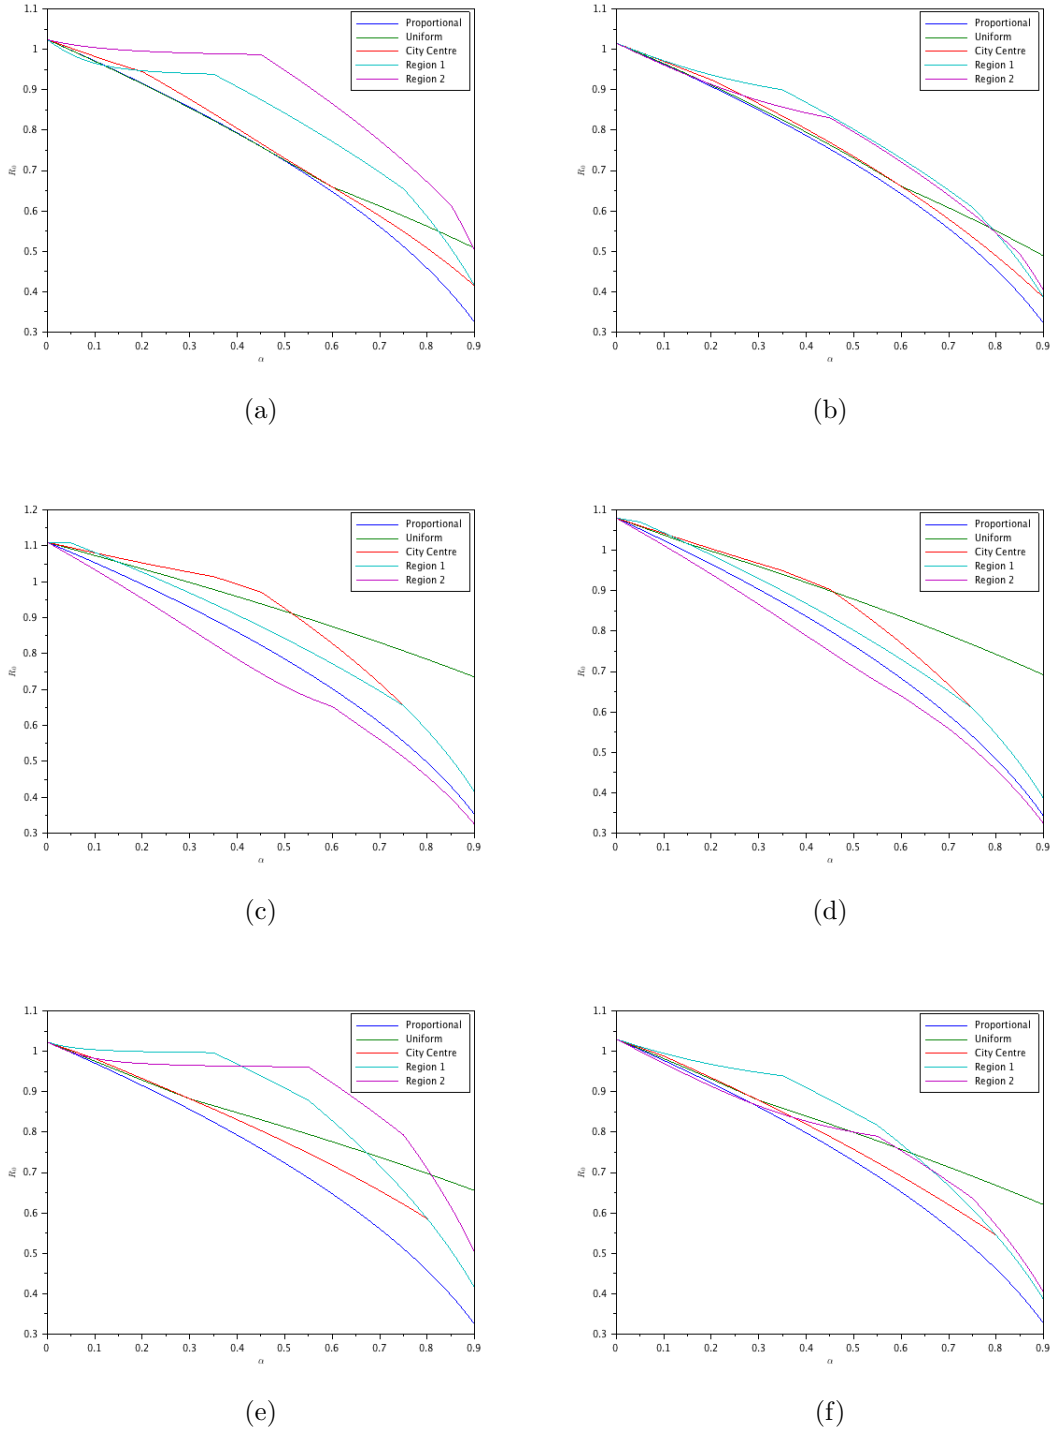 1.1
1
0.9
0.8
0.7
0.6
0.5
0.4
0.3
R₀
0 0.1 0.2 0.3 0.4 0.5 0.6 0.7 0.8 0.9
α
Proportional
Uniform
City Centre
Region 1
Region 2
(a)
1.1
1
0.9
0.8
0.7
0.6
0.5
0.4
0.3
R₀
0 0.1 0.2 0.3 0.4 0.5 0.6 0.7 0.8 0.9
α
Proportional
Uniform
City Centre
Region 1
Region 2
(b)
1.2
1.1
1
0.9
0.8
0.7
0.6
0.5
0.4
0.3
R₀
0 0.1 0.2 0.3 0.4 0.5 0.6 0.7 0.8 0.9
α
Proportional
Uniform
City Centre
Region 1
Region 2
(c)
1.1
1
0.9
0.8
0.7
0.6
0.5
0.4
0.3
R₀
0 0.1 0.2 0.3 0.4 0.5 0.6 0.7 0.8 0.9
α
Proportional
Uniform
City Centre
Region 1
Region 2
(d)
1.1
1
0.9
0.8
0.7
0.6
0.5
0.4
0.3
R₀
0 0.1 0.2 0.3 0.4 0.5 0.6 0.7 0.8 0.9
α
Proportional
Uniform
City Centre
Region 1
Region 2
(e)
1.1
1
0.9
0.8
0.7
0.6
0.5
0.4
0.3
R₀
0 0.1 0.2 0.3 0.4 0.5 0.6 0.7 0.8 0.9
α
Proportional
Uniform
City Centre
Region 1
Region 2
(f)